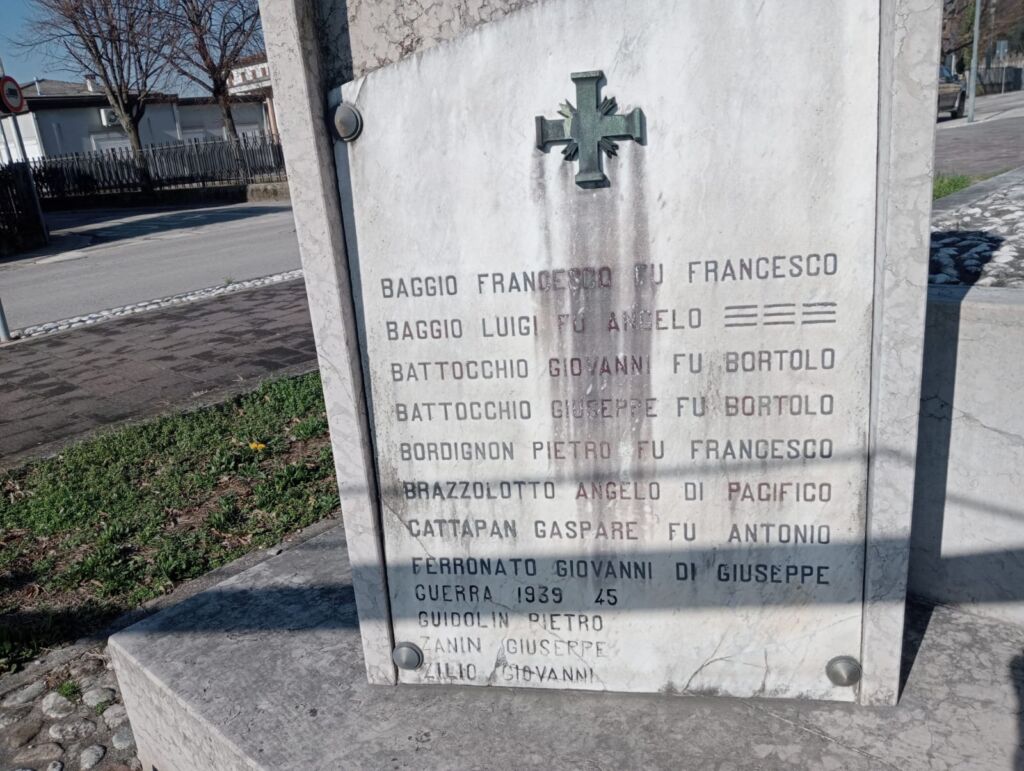 BAGGIO FRANCESCO FU FRANCESCO
BAGGIO LUIGI FU ANGELO
BATTOCCHIO GIOVANNI FU BORTOLO
BATTOCCHIO GIUSEPPE FU BORTOLO
BORDIGNON PIETRO FU FRANCESCO
BRAZZOLOTTO ANGELO DI PACIFICO
CATTAPAN GASPARE FU ANTONIO
FERRONATO GIOVANNI DI GIUSEPPE
GUERRA 1939 45
GUIDOLIN PIETRO
ZANIN GIUSEPPE
ZILIO GIOVANNI